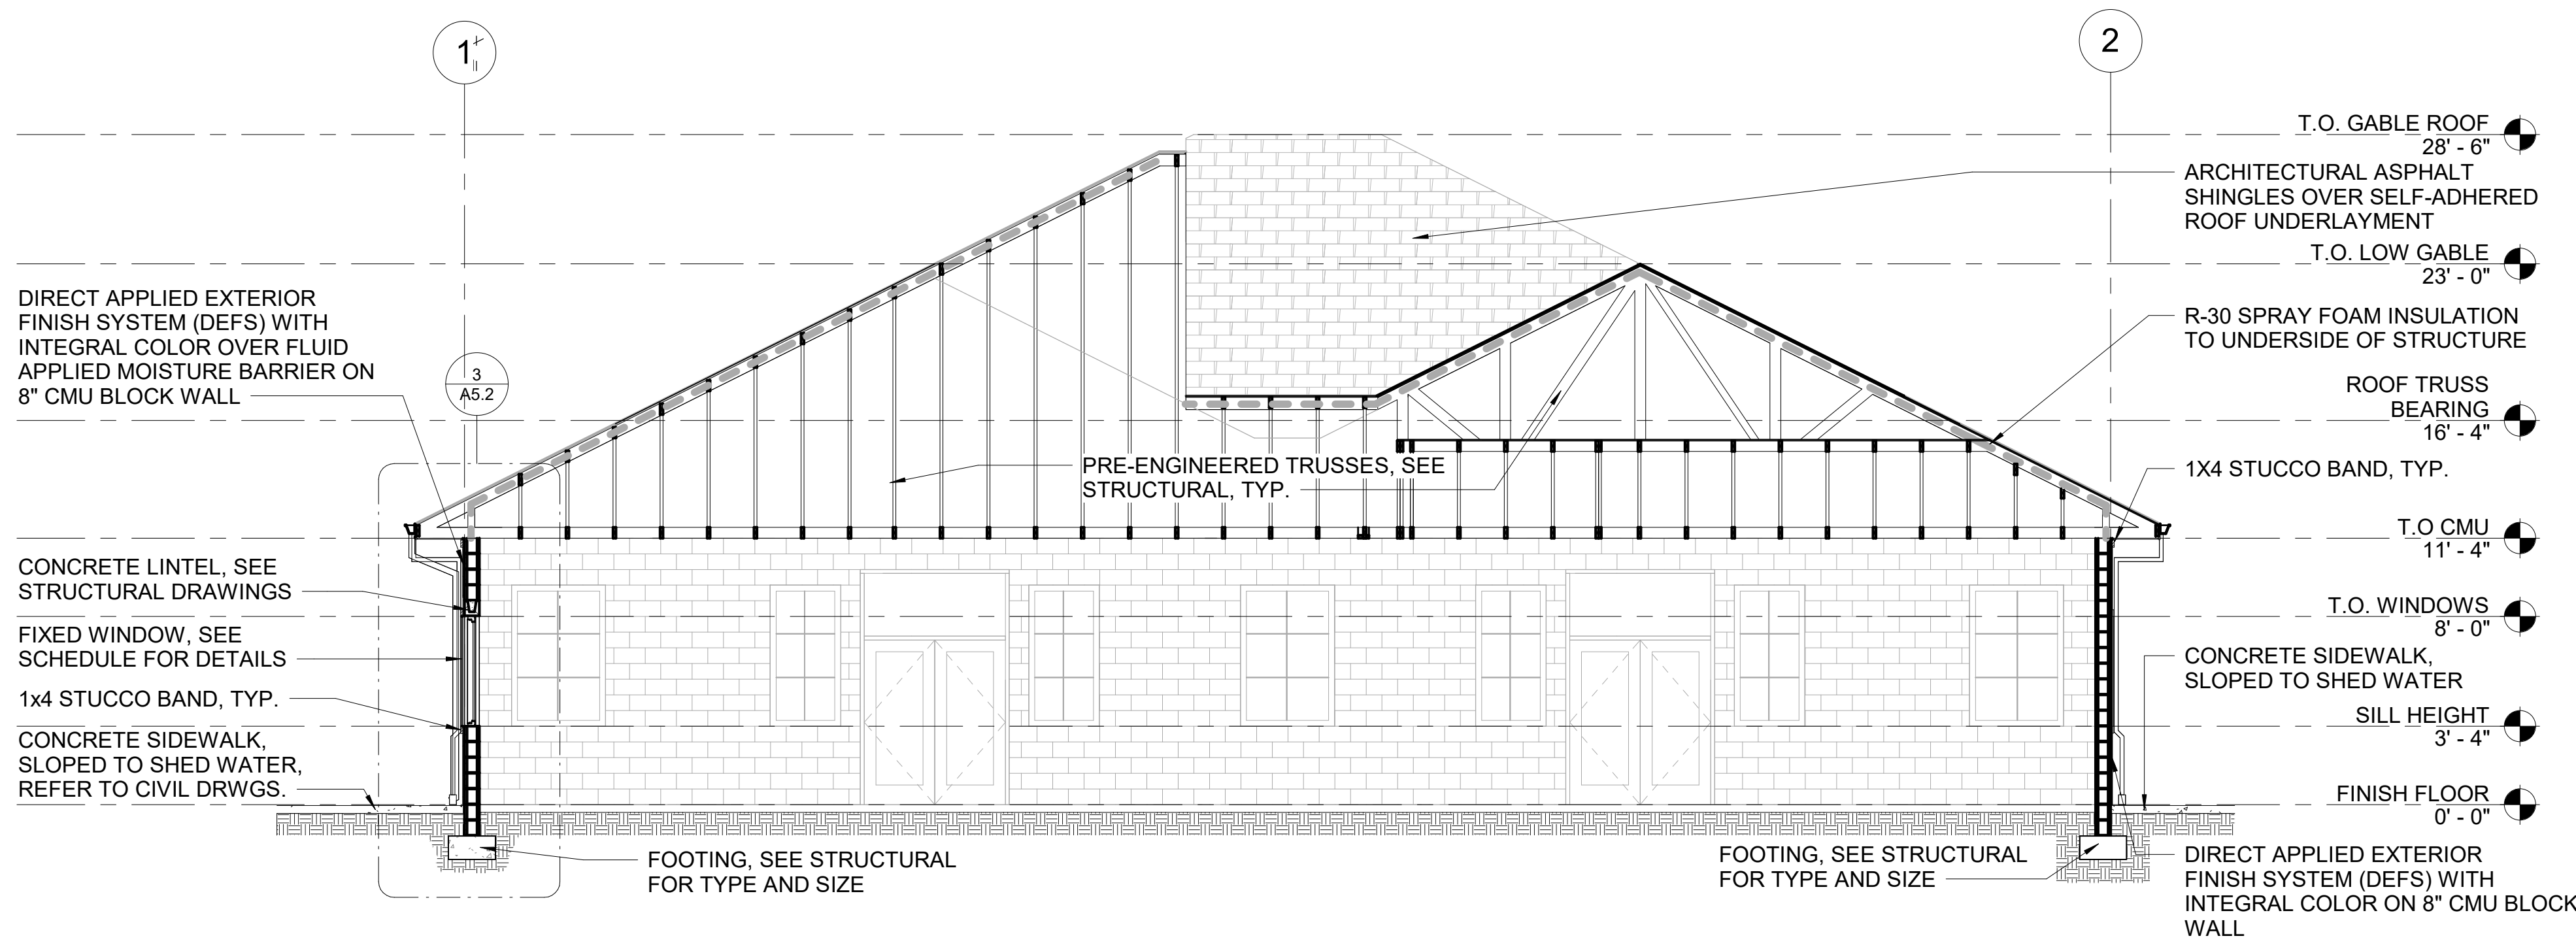 1
2
T.O. GABLE ROOF
28' - 6"
ARCHITECTURAL ASPHALT
SHINGLES OVER SELF-ADHERED
ROOF UNDERLAYMENT
T.O. LOW GABLE
23' - 0"
DIRECT APPLIED EXTERIOR
FINISH SYSTEM (DEFS) WITH
INTEGRAL COLOR OVER FLUID
APPLIED MOISTURE BARRIER ON
8" CMU BLOCK WALL
3
A5.2
R-30 SPRAY FOAM INSULATION
TO UNDERSIDE OF STRUCTURE
ROOF TRUSS
BEARING
16' - 4"
PRE-ENGINEERED TRUSSES, SEE
STRUCTURAL, TYP.
1X4 STUCCO BAND, TYP.
T.O CMU
11' - 4"
CONCRETE LINTEL, SEE
STRUCTURAL DRAWINGS
T.O. WINDOWS
8' - 0"
FIXED WINDOW, SEE
SCHEDULE FOR DETAILS
CONCRETE SIDEWALK,
SLOPED TO SHED WATER
1x4 STUCCO BAND, TYP.
SILL HEIGHT
3' - 4"
CONCRETE SIDEWALK,
SLOPED TO SHED WATER,
REFER TO CIVIL DRWGS.
FINISH FLOOR
0' - 0"
FOOTING, SEE STRUCTURAL
FOR TYPE AND SIZE
FOOTING, SEE STRUCTURAL
FOR TYPE AND SIZE
DIRECT APPLIED EXTERIOR
FINISH SYSTEM (DEFS) WITH
INTEGRAL COLOR ON 8" CMU BLOCK
WALL